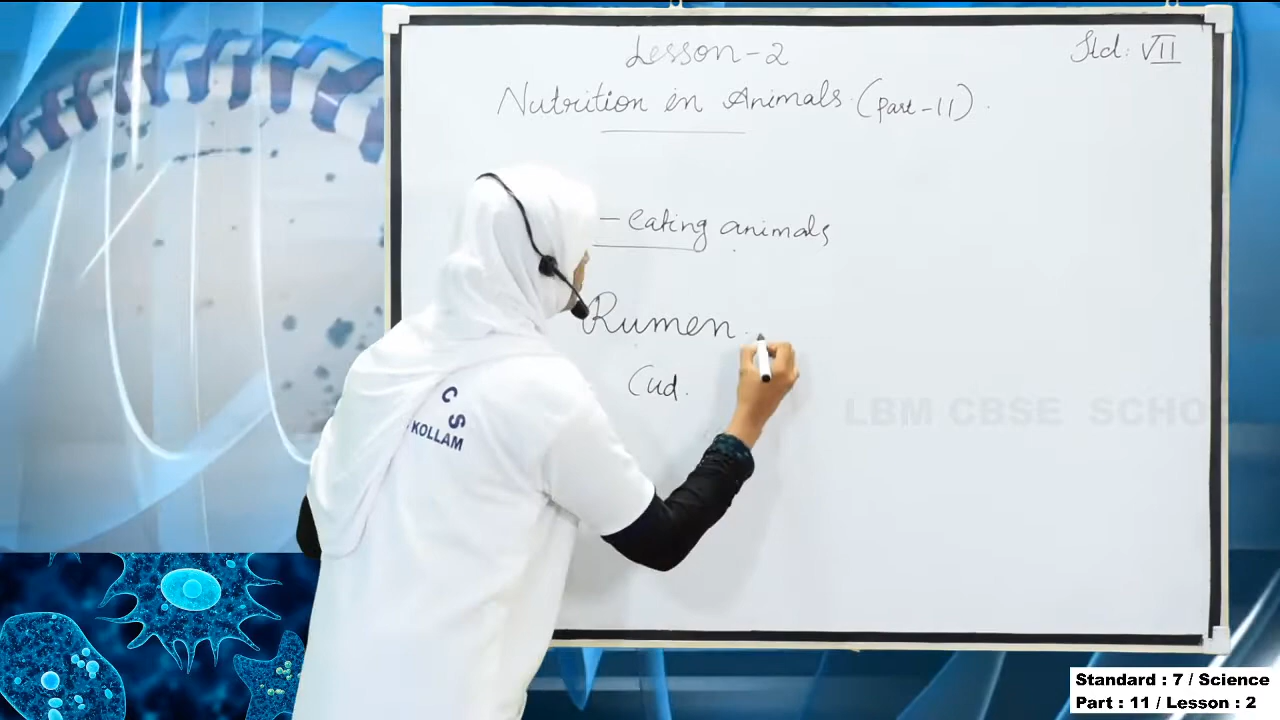 Lesson-2
Std: VII
Nutrition in Animals (Part-11).
- eating animals
Rumen
Cud.
C
S
KOLLAM
LBM CBSE SCHO
Standard : 7 / Science
Part : 11 / Lesson : 2